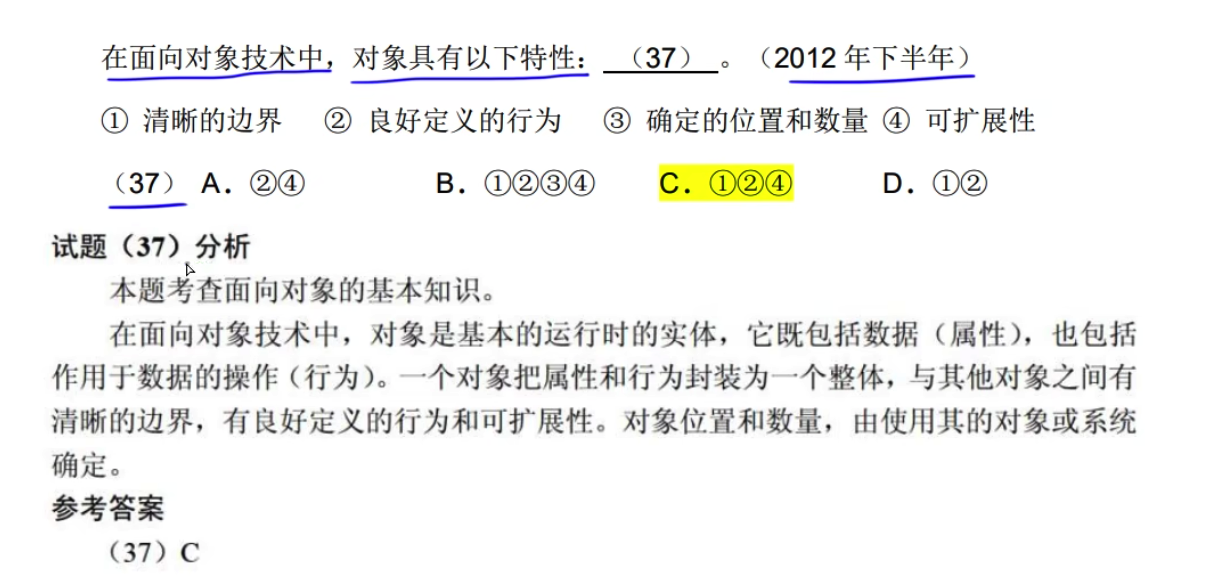 在面向对象技术中，对象具有以下特性：（37）。（2012 年下半年）
① 清晰的边界 ② 良好定义的行为 ③ 确定的位置和数量 ④ 可扩展性
（37） A．②④ B．①②③④ C．①②④ D．①②
试题（37）分析
本题考查面向对象的基本知识。
在面向对象技术中，对象是基本的运行时的实体，它既包括数据（属性），也包括
作用于数据的操作（行为）。一个对象把属性和行为封装为一个整体，与其他对象之间有
清晰的边界，有良好定义的行为和可扩展性。对象位置和数量，由使用其的对象或系统
确定。
参考答案
（37）C